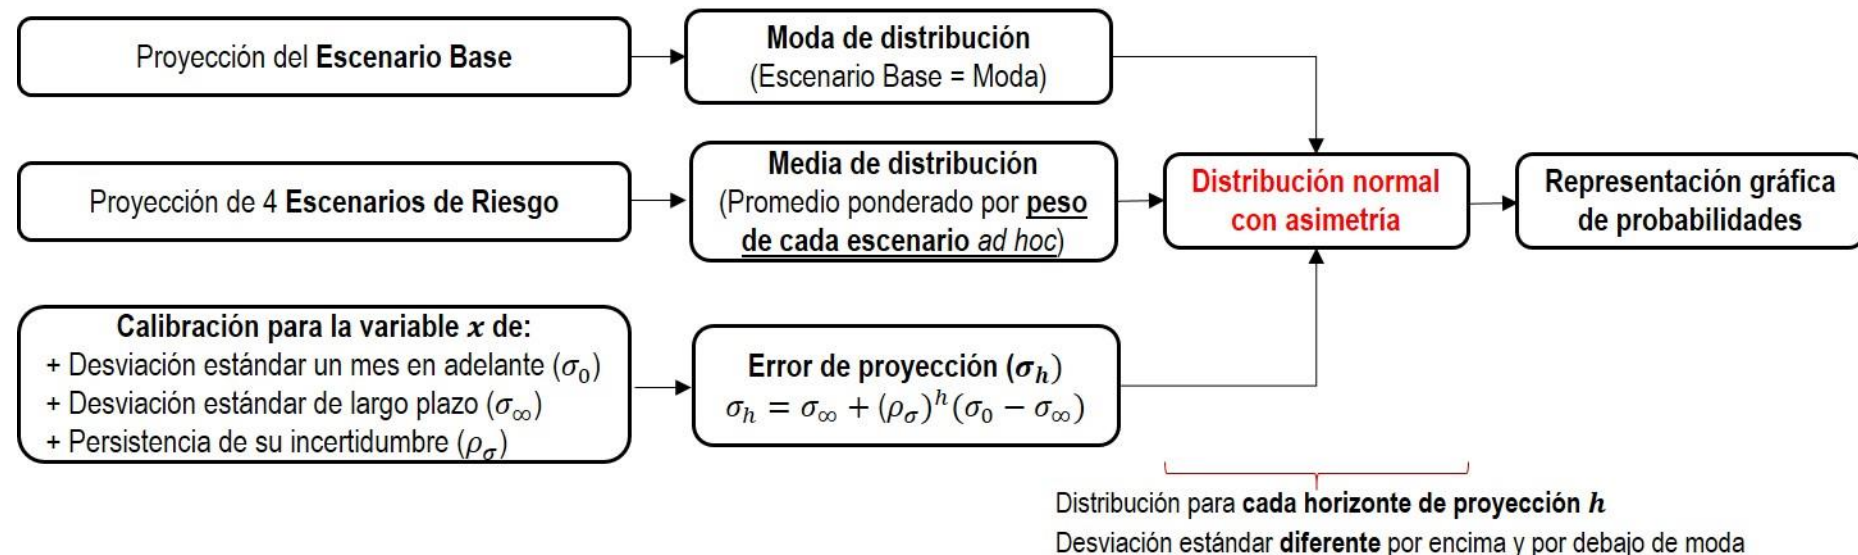 Proyección del Escenario Base
Moda de distribución
(Escenario Base = Moda)
Proyección de 4 Escenarios de Riesgo
Media de distribución
(Promedio ponderado por peso
de cada escenario ad hoc)
Distribución normal
con asimetría
Representación gráfica
de probabilidades
Calibración para la variable x de:
+ Desviación estándar un mes en adelante (σ₀)
+ Desviación estándar de largo plazo (σ∞)
+ Persistencia de su incertidumbre (ρσ)
Error de proyección (σₕ)
σₕ = σ∞ + (ρσ)ʰ(σ₀ − σ∞)
Distribución para cada horizonte de proyección h
Desviación estándar diferente por encima y por debajo de moda